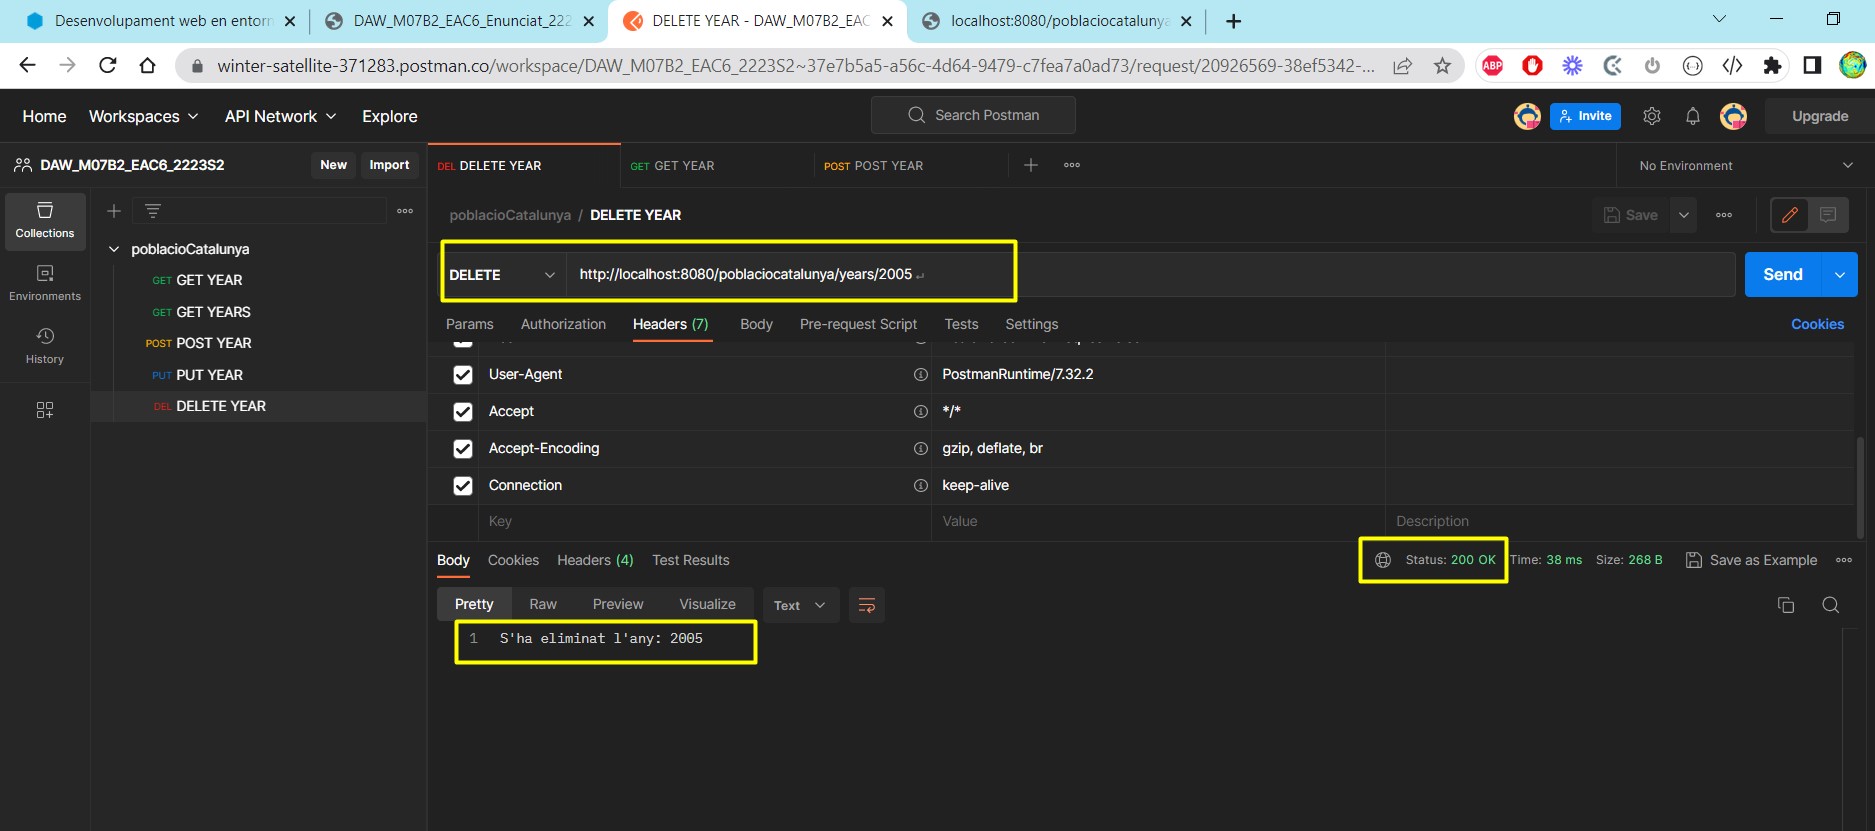 Desenvolupament web en entorn
DAW_M07B2_EAC6_Enunciat_222
DELETE YEAR - DAW_M07B2_EAC
localhost:8080/poblaciocatalunya
winter-satellite-371283.postman.co/workspace/DAW_M07B2_EAC6_2223S2~37e7b5a5-a56c-4d64-9479-c7fea7a0ad73/request/20926569-38ef5342-...
ABP
Home
Workspaces
API Network
Explore
Search Postman
Invite
Upgrade
DAW_M07B2_EAC6_2223S2
New
Import
DEL DELETE YEAR
GET GET YEAR
POST POST YEAR
No Environment
Collections
Environments
History
poblacioCatalunya
GET GET YEAR
GET GET YEARS
POST POST YEAR
PUT PUT YEAR
DEL DELETE YEAR
poblacioCatalunya / DELETE YEAR
Save
DELETE
http://localhost:8080/poblaciocatalunya/years/2005
Send
Params
Authorization
Headers (7)
Body
Pre-request Script
Tests
Settings
Cookies
User-Agent
PostmanRuntime/7.32.2
Accept
*/*
Accept-Encoding
gzip, deflate, br
Connection
keep-alive
Key
Value
Description
Body
Cookies
Headers (4)
Test Results
Status: 200 OK
Time: 38 ms
Size: 268 B
Save as Example
Pretty
Raw
Preview
Visualize
Text
1 S'ha eliminat l'any: 2005